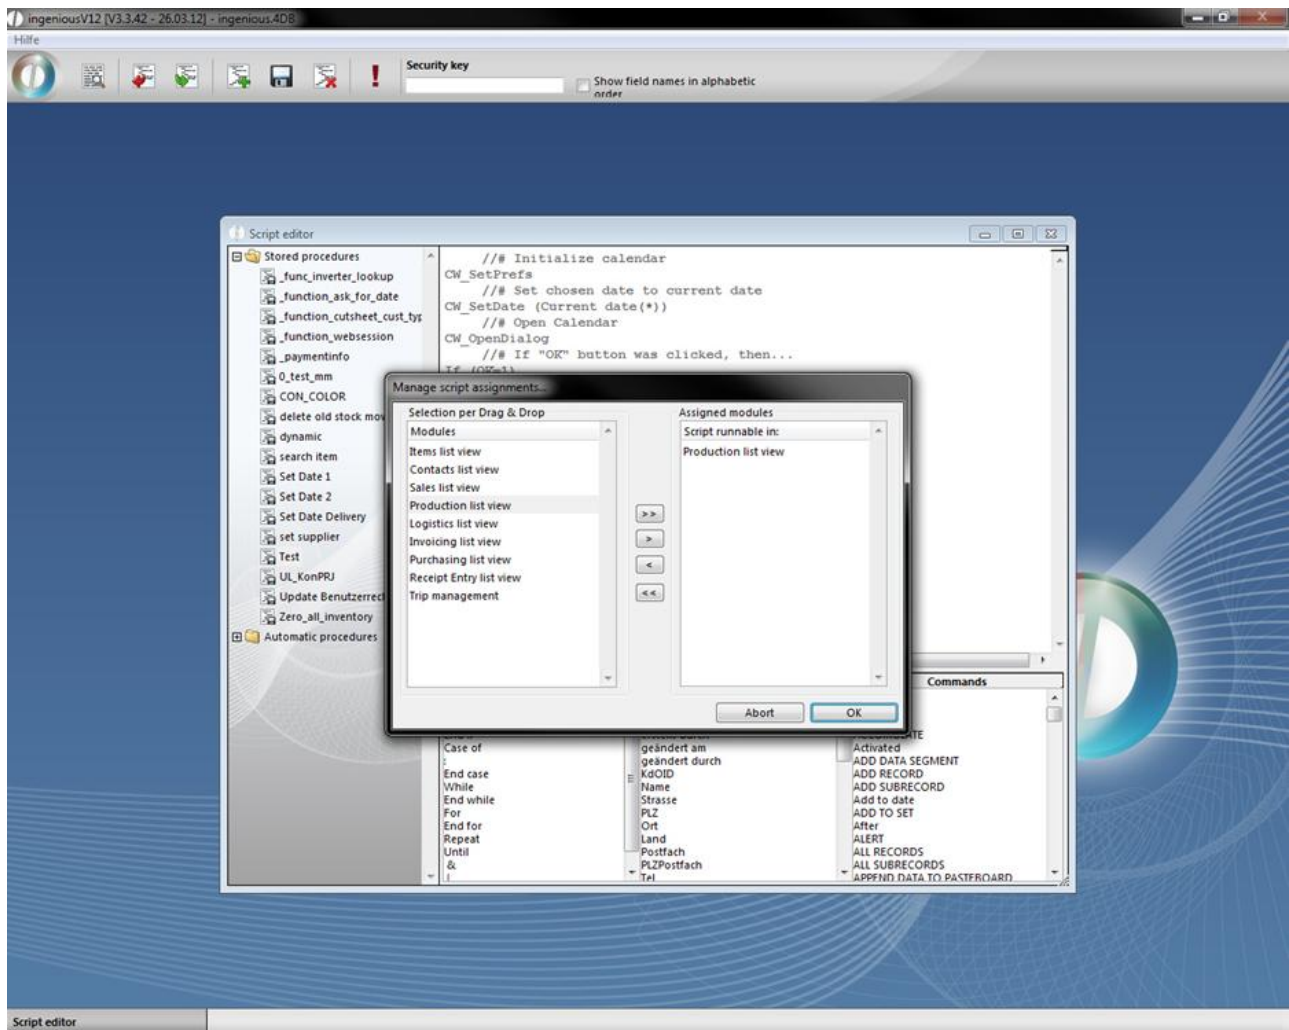 ingeniousV12 [V3.3.42 - 26.03.12] - ingenious.4DB
Hilfe
Security key
Show field names in alphabetic
order
Script editor
Stored procedures
_func_inverter_lookup
_function_ask_for_date
_function_cutsheet_cust_typ
_function_websession
_paymentinfo
0_test_mm
CON_COLOR
delete old stock mov
dynamic
search item
Set Date 1
Set Date 2
Set Date Delivery
set supplier
Test
UL_KonPRJ
Update Benutzerrec
Zero_all_inventory
Automatic procedures
//# Initialize calendar
CW_SetPrefs
//# Set chosen date to current date
CW_SetDate (Current date(*))
//# Open Calendar
CW_OpenDialog
//# If "OK" button was clicked, then...
If (OK=1)
Manage script assignments...
Selection per Drag & Drop
Modules
Items list view
Contacts list view
Sales list view
Production list view
Logistics list view
Invoicing list view
Purchasing list view
Receipt Entry list view
Trip management
>>
>
<
<<
Assigned modules
Script runnable in:
Production list view
Abort
OK
Commands
Case of
:
End case
While
End while
For
End for
Repeat
Until
&
|
geändert am
geändert durch
KdOID
Name
Strasse
PLZ
Ort
Land
Postfach
PLZPostfach
Tel
Activated
ADD DATA SEGMENT
ADD RECORD
ADD SUBRECORD
Add to date
ADD TO SET
After
ALERT
ALL RECORDS
ALL SUBRECORDS
APPEND DATA TO PASTEBOARD
Script editor